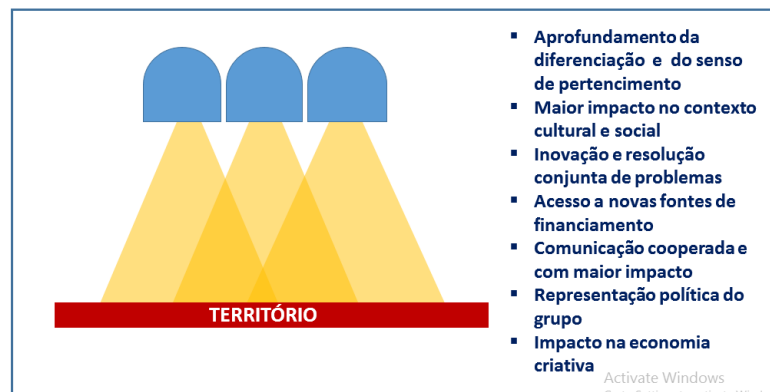 ▪ Aprofundamento da
diferenciação e do senso
de pertencimento
▪ Maior impacto no contexto
cultural e social
▪ Inovação e resolução
conjunta de problemas
▪ Acesso a novas fontes de
financiamento
▪ Comunicação cooperada e
com maior impacto
▪ Representação política do
grupo
▪ Impacto na economia
criativa
TERRITÓRIO
Activate Windows